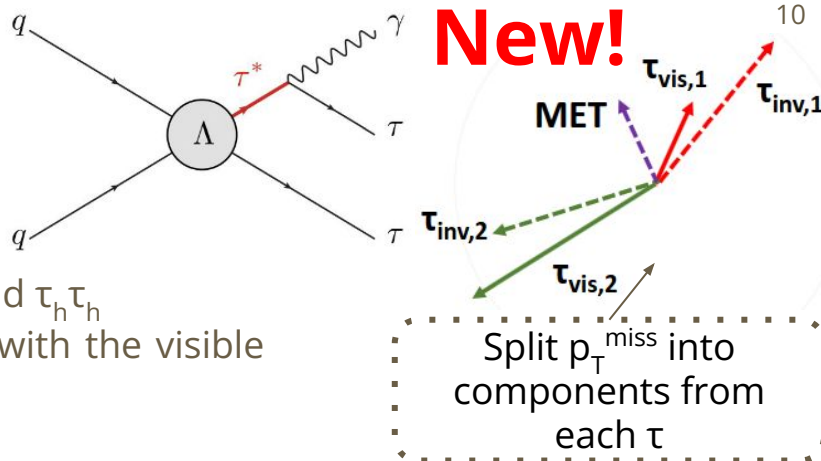 10
New!
q
γ
τ*
Λ
τ
q
τ
τvis,1
τinv,1
MET
τinv,2
τvis,2
d τhτh
with the visible
Split pTmiss into
components from
each τ